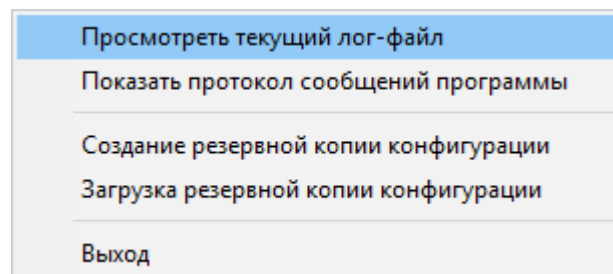 Просмотреть текущий лог-файл
Показать протокол сообщений программы
Создание резервной копии конфигурации
Загрузка резервной копии конфигурации
Выход